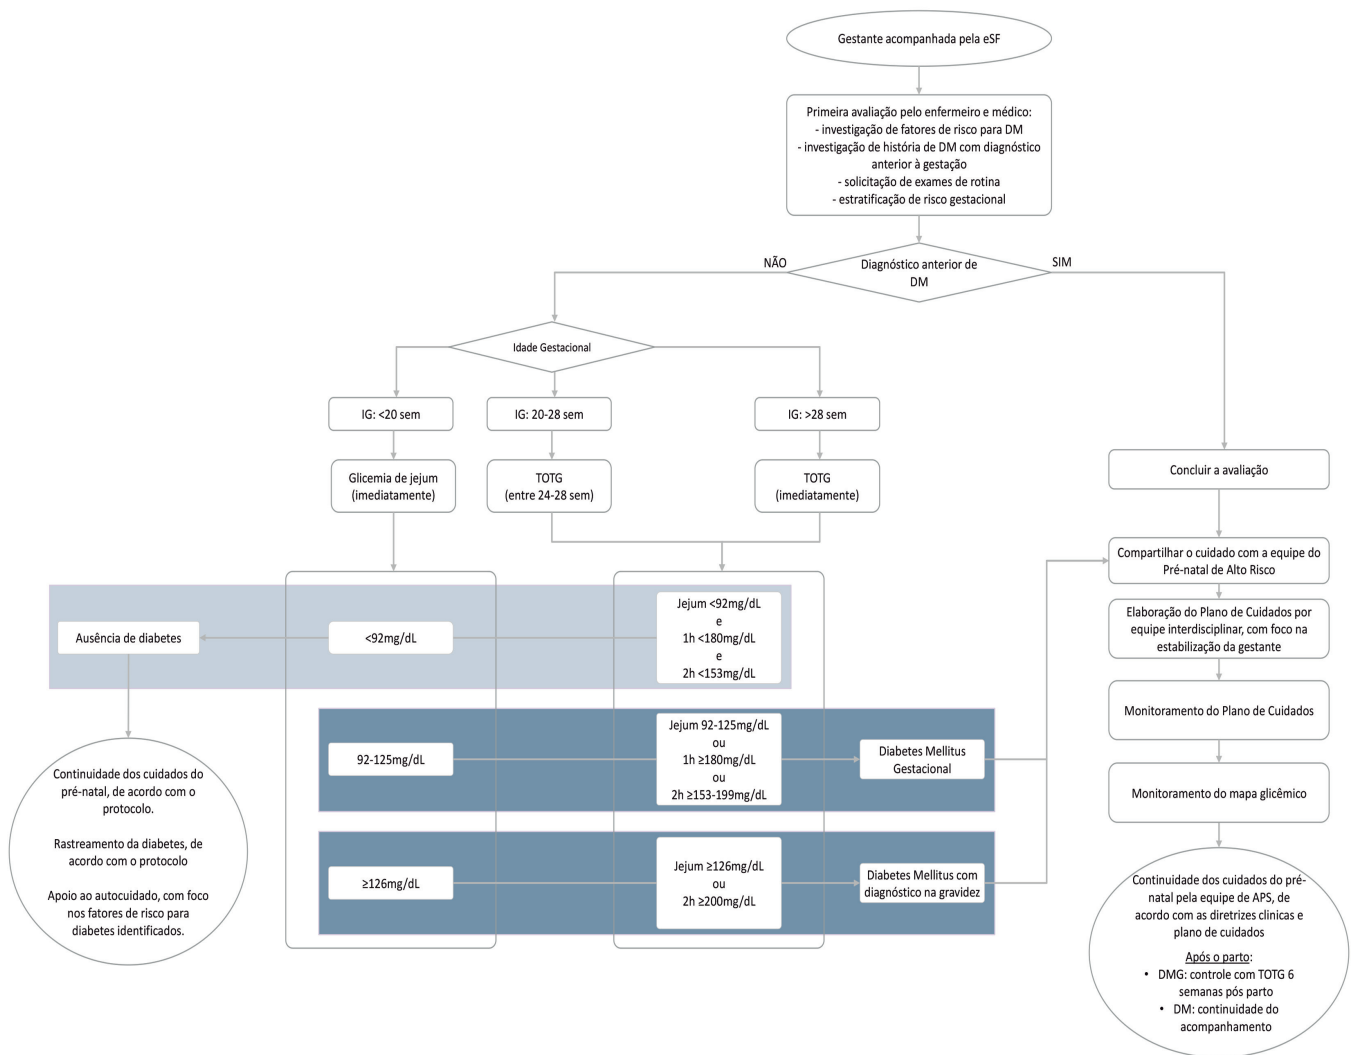 Gestante acompanhada pela eSF
Primeira avaliação pelo enfermeiro e médico:
- investigação de fatores de risco para DM
- investigação de história de DM com diagnóstico
anterior à gestação
- solicitação de exames de rotina
- estratificação de risco gestacional
NÃO
Diagnóstico anterior de
DM
SIM
Idade Gestacional
IG: <20 sem
IG: 20-28 sem
IG: >28 sem
Glicemia de jejum
(imediatamente)
TOTG
(entre 24-28 sem)
TOTG
(imediatamente)
Concluir a avaliação
Compartilhar o cuidado com a equipe do
Pré-natal de Alto Risco
Elaboração do Plano de Cuidados por
equipe interdisciplinar, com foco na
estabilização da gestante
Monitoramento do Plano de Cuidados
Monitoramento do mapa glicêmico
Ausência de diabetes
<92mg/dL
Jejum <92mg/dL
e
1h <180mg/dL
e
2h <153mg/dL
92-125mg/dL
Jejum 92-125mg/dL
ou
1h ≥180mg/dL
ou
2h ≥153-199mg/dL
Diabetes Mellitus
Gestacional
≥126mg/dL
Jejum ≥126mg/dL
ou
2h ≥200mg/dL
Diabetes Mellitus com
diagnóstico na gravidez
Continuidade dos cuidados do
pré-natal, de acordo com o
protocolo.
Rastreamento da diabetes, de
acordo com o protocolo
Apoio ao autocuidado, com foco
nos fatores de risco para
diabetes identificados.
Continuidade dos cuidados do pré-
natal pela equipe de APS, de
acordo com as diretrizes clinicas e
plano de cuidados
Após o parto:
• DMG: controle com TOTG 6
semanas pós parto
• DM: continuidade do
acompanhamento